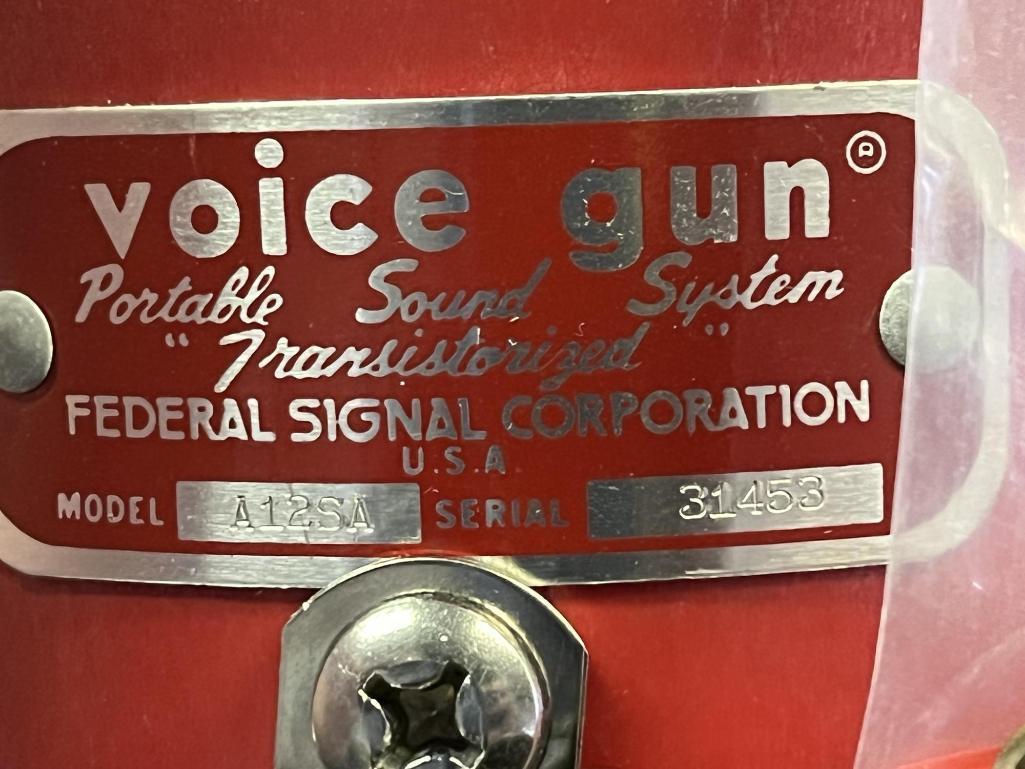 voice gun®
Portable Sound System
"Transistorized"
FEDERAL SIGNAL CORPORATION
U.S.A
MODEL A12SA SERIAL 31453